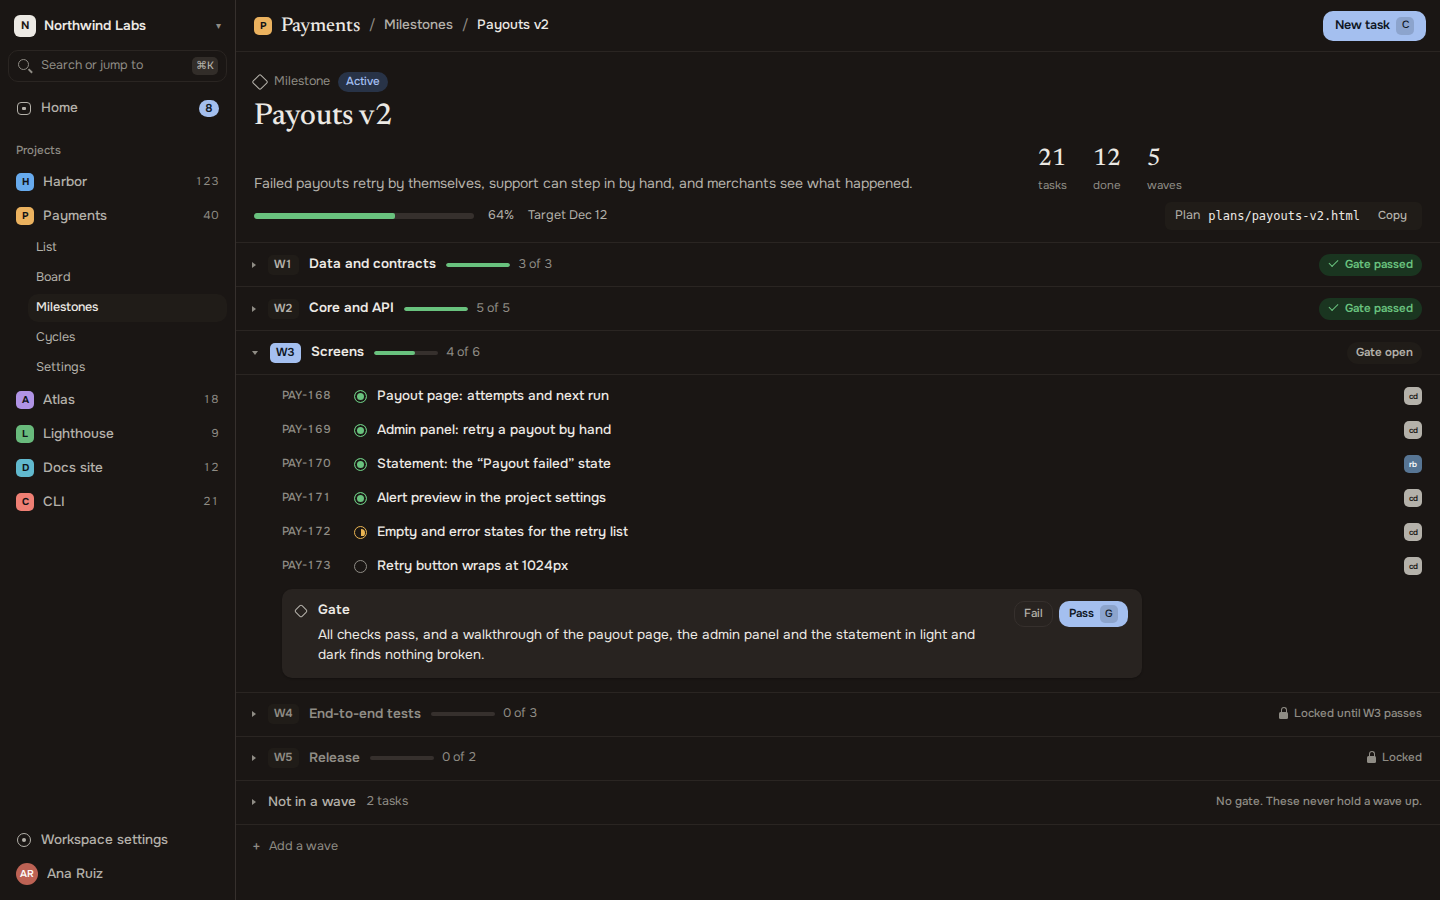 N Northwind Labs
Search or jump to ⌘K
Home 8
Projects
H Harbor 123
P Payments 40
List
Board
Milestones
Cycles
Settings
A Atlas 18
L Lighthouse 9
D Docs site 12
C CLI 21
Workspace settings
AR Ana Ruiz
P Payments / Milestones / Payouts v2
New task C
Milestone Active
Payouts v2
Failed payouts retry by themselves, support can step in by hand, and merchants see what happened.
21 12 5
tasks done waves
64% Target Dec 12
Plan plans/payouts-v2.html Copy
W1 Data and contracts 3 of 3 Gate passed
W2 Core and API 5 of 5 Gate passed
W3 Screens 4 of 6 Gate open
PAY-168 Payout page: attempts and next run cd
PAY-169 Admin panel: retry a payout by hand cd
PAY-170 Statement: the “Payout failed” state rb
PAY-171 Alert preview in the project settings cd
PAY-172 Empty and error states for the retry list cd
PAY-173 Retry button wraps at 1024px cd
Gate
Fail Pass G
All checks pass, and a walkthrough of the payout page, the admin panel and the statement in light and
dark finds nothing broken.
W4 End-to-end tests 0 of 3 Locked until W3 passes
W5 Release 0 of 2 Locked
Not in a wave 2 tasks No gate. These never hold a wave up.
+ Add a wave